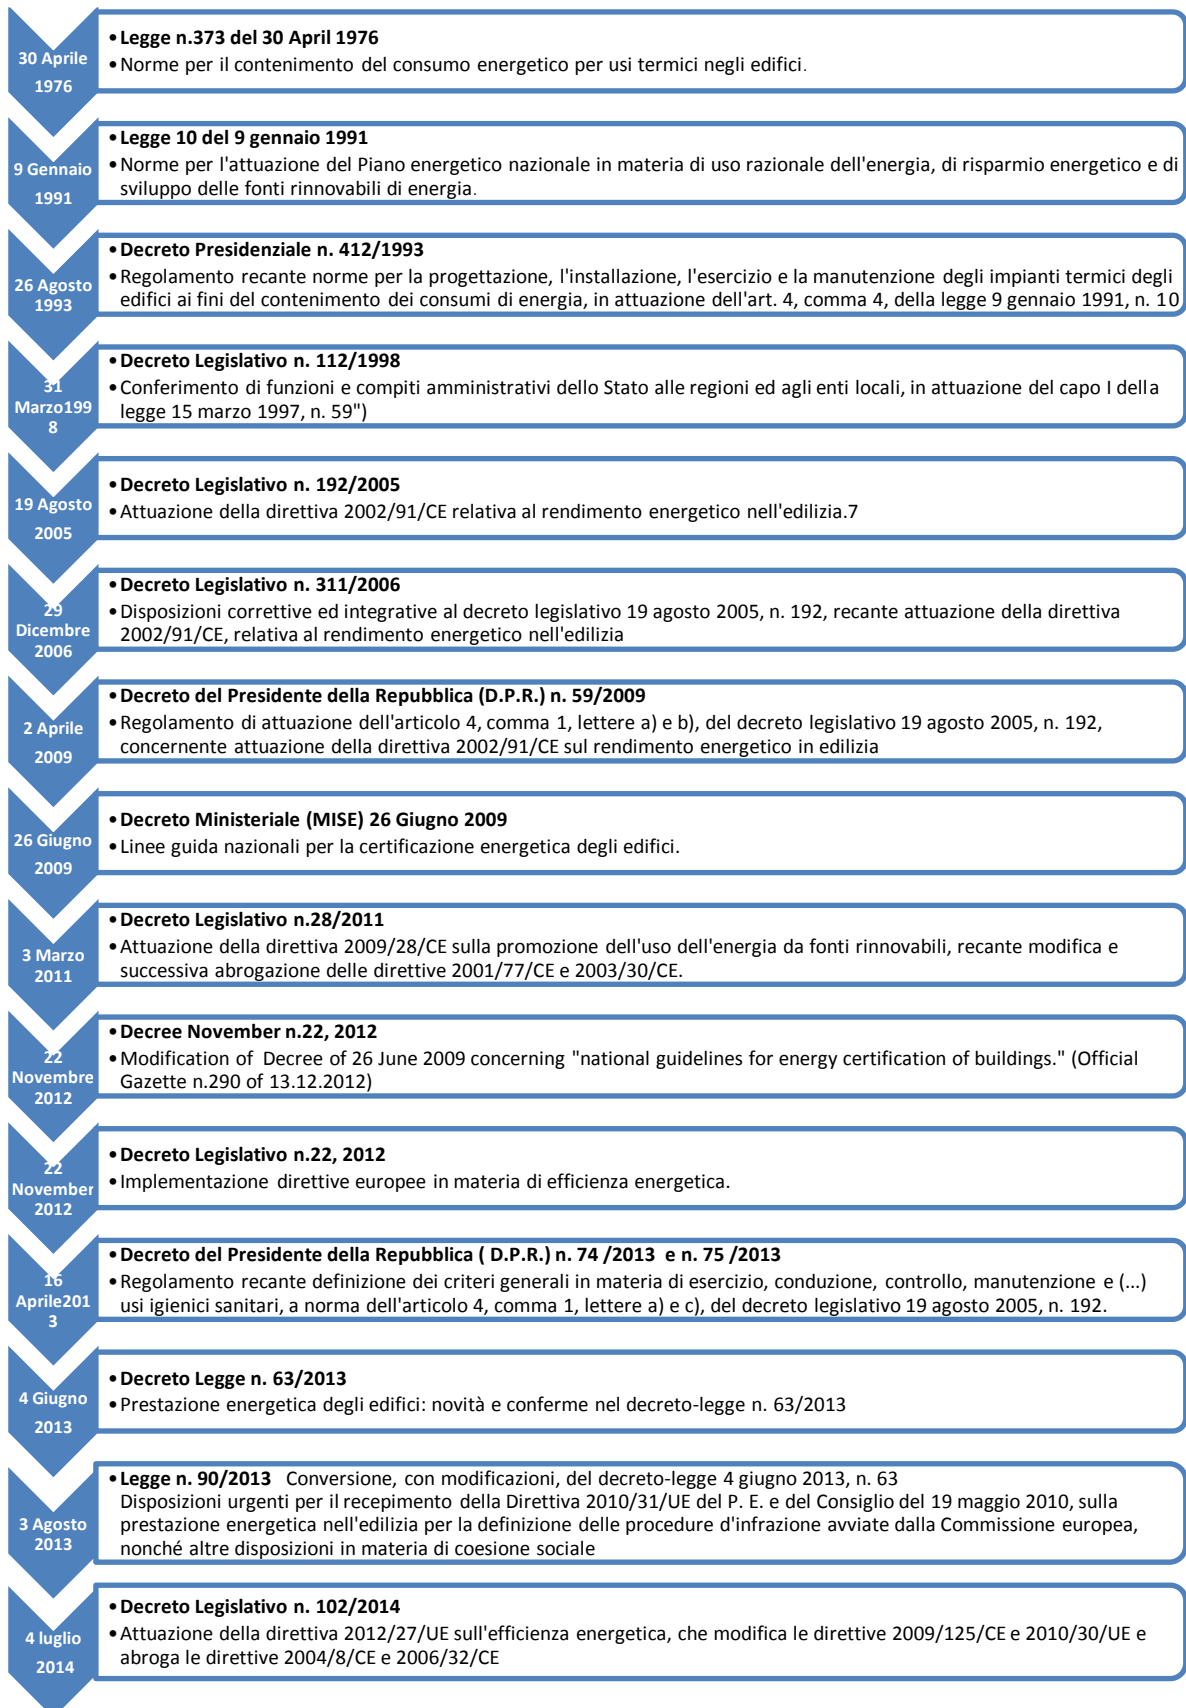 30 Aprile
1976
•Legge n.373 del 30 April 1976
•Norme per il contenimento del consumo energetico per usi termici negli edifici.
9 Gennaio
1991
•Legge 10 del 9 gennaio 1991
•Norme per l'attuazione del Piano energetico nazionale in materia di uso razionale dell'energia, di risparmio energetico e di
sviluppo delle fonti rinnovabili di energia.
26 Agosto
1993
•Decreto Presidenziale n. 412/1993
•Regolamento recante norme per la progettazione, l'installazione, l'esercizio e la manutenzione degli impianti termici degli
edifici ai fini del contenimento dei consumi di energia, in attuazione dell'art. 4, comma 4, della legge 9 gennaio 1991, n. 10
31
Marzo199
8
•Decreto Legislativo n. 112/1998
•Conferimento di funzioni e compiti amministrativi dello Stato alle regioni ed agli enti locali, in attuazione del capo I della
legge 15 marzo 1997, n. 59")
19 Agosto
2005
•Decreto Legislativo n. 192/2005
•Attuazione della direttiva 2002/91/CE relativa al rendimento energetico nell'edilizia.7
29
Dicembre
2006
•Decreto Legislativo n. 311/2006
•Disposizioni correttive ed integrative al decreto legislativo 19 agosto 2005, n. 192, recante attuazione della direttiva
2002/91/CE, relativa al rendimento energetico nell'edilizia
2 Aprile
2009
•Decreto del Presidente della Repubblica (D.P.R.) n. 59/2009
•Regolamento di attuazione dell'articolo 4, comma 1, lettere a) e b), del decreto legislativo 19 agosto 2005, n. 192,
concernente attuazione della direttiva 2002/91/CE sul rendimento energetico in edilizia
26 Giugno
2009
•Decreto Ministeriale (MISE) 26 Giugno 2009
•Linee guida nazionali per la certificazione energetica degli edifici.
3 Marzo
2011
•Decreto Legislativo n.28/2011
•Attuazione della direttiva 2009/28/CE sulla promozione dell'uso dell'energia da fonti rinnovabili, recante modifica e
successiva abrogazione delle direttive 2001/77/CE e 2003/30/CE.
22
Novembre
2012
•Decree November n.22, 2012
•Modification of Decree of 26 June 2009 concerning "national guidelines for energy certification of buildings." (Official
Gazette n.290 of 13.12.2012)
22
November
2012
•Decreto Legislativo n.22, 2012
•Implementazione direttive europee in materia di efficienza energetica.
16
Aprile201
3
•Decreto del Presidente della Repubblica ( D.P.R.) n. 74 /2013 e n. 75 /2013
•Regolamento recante definizione dei criteri generali in materia di esercizio, conduzione, controllo, manutenzione e (...)
usi igienici sanitari, a norma dell'articolo 4, comma 1, lettere a) e c), del decreto legislativo 19 agosto 2005, n. 192.
4 Giugno
2013
•Decreto Legge n. 63/2013
•Prestazione energetica degli edifici: novità e conferme nel decreto-legge n. 63/2013
3 Agosto
2013
•Legge n. 90/2013 Conversione, con modificazioni, del decreto-legge 4 giugno 2013, n. 63
Disposizioni urgenti per il recepimento della Direttiva 2010/31/UE del P. E. e del Consiglio del 19 maggio 2010, sulla
prestazione energetica nell'edilizia per la definizione delle procedure d'infrazione avviate dalla Commissione europea,
nonché altre disposizioni in materia di coesione sociale
4 luglio
2014
•Decreto Legislativo n. 102/2014
•Attuazione della direttiva 2012/27/UE sull'efficienza energetica, che modifica le direttive 2009/125/CE e 2010/30/UE e
abroga le direttive 2004/8/CE e 2006/32/CE